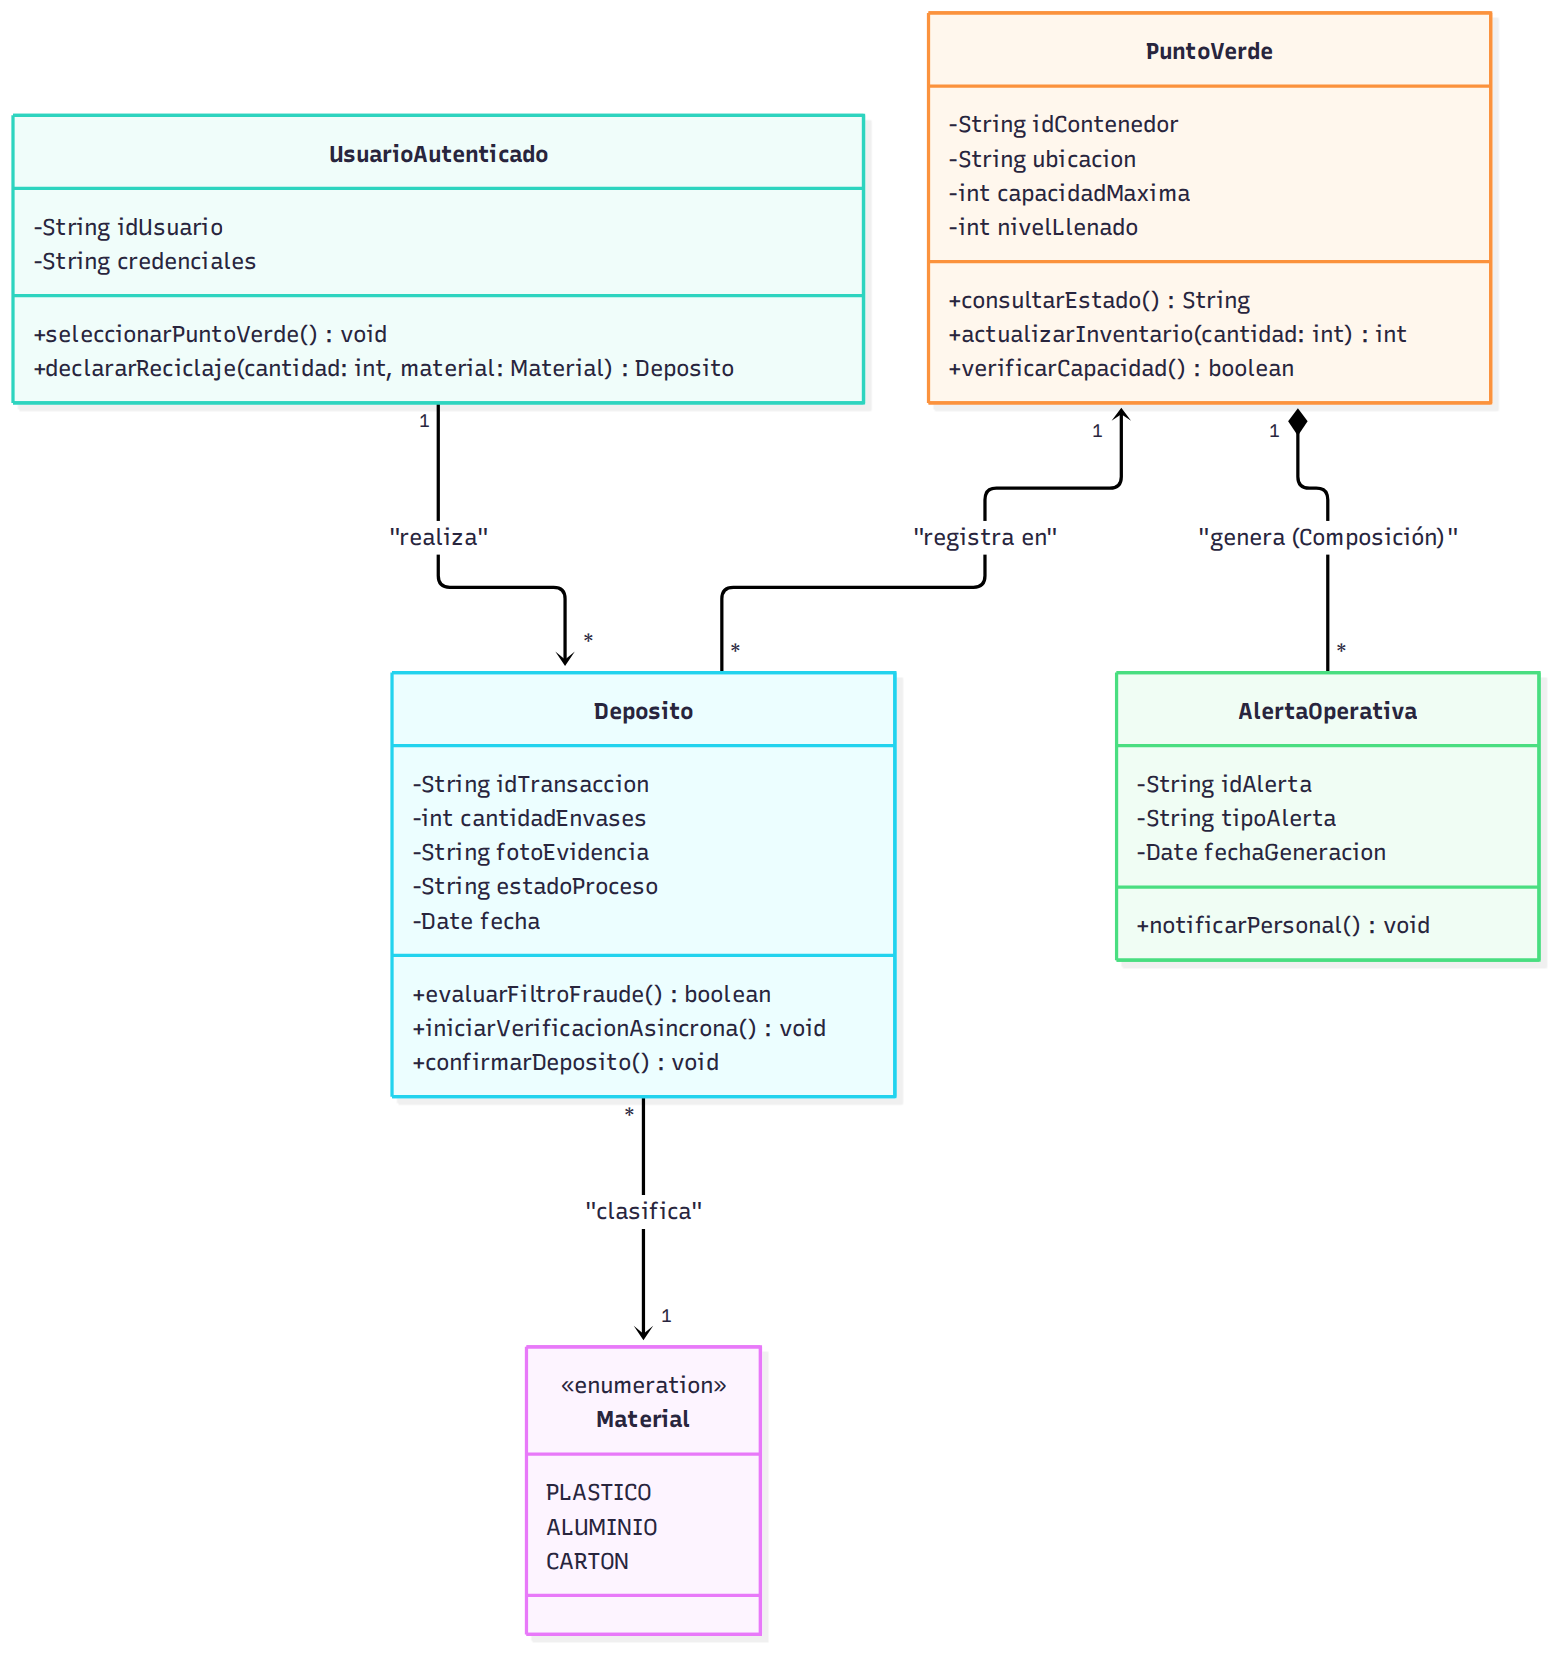 PuntoVerde
-String idContenedor
-String ubicacion
-int capacidadMaxima
-int nivelLlenado
+consultarEstado() : String
+actualizarInventario(cantidad: int) : int
+verificarCapacidad() : boolean
UsuarioAutenticado
-String idUsuario
-String credenciales
+seleccionarPuntoVerde() : void
+declararReciclaje(cantidad: int, material: Material) : Deposito
1
1
1
"realiza"
"registra en"
"genera (Composición)"
*
*
*
Deposito
-String idTransaccion
-int cantidadEnvases
-String fotoEvidencia
-String estadoProceso
-Date fecha
+evaluarFiltroFraude() : boolean
+iniciarVerificacionAsincrona() : void
+confirmarDeposito() : void
AlertaOperativa
-String idAlerta
-String tipoAlerta
-Date fechaGeneracion
+notificarPersonal() : void
*
"clasifica"
1
«enumeration»
Material
PLASTICO
ALUMINIO
CARTON